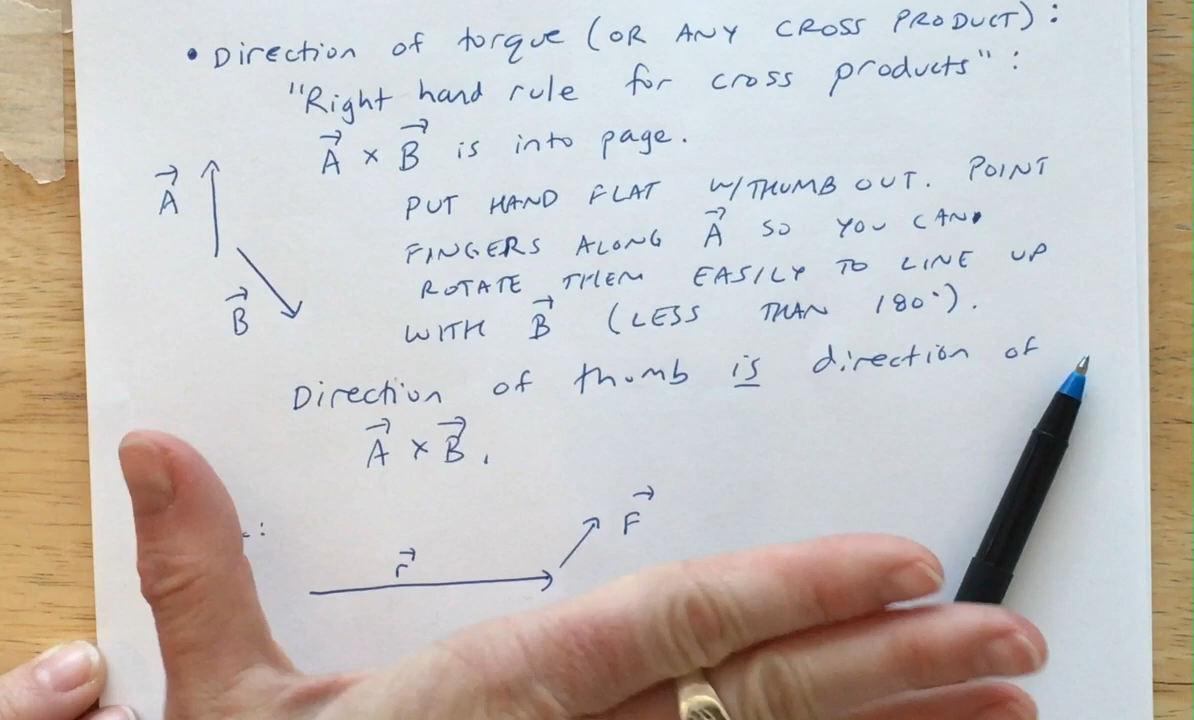 • Direction of torque (OR ANY CROSS PRODUCT):
"Right hand rule for cross products":
A × B is into page.
A
B
PUT HAND FLAT W/THUMB OUT. POINT
FINGERS ALONG A SO YOU CAN
ROTATE THEM EASILY TO LINE UP
WITH B (LESS THAN 180°).
Direction of thumb is direction of
A × B.
F
r